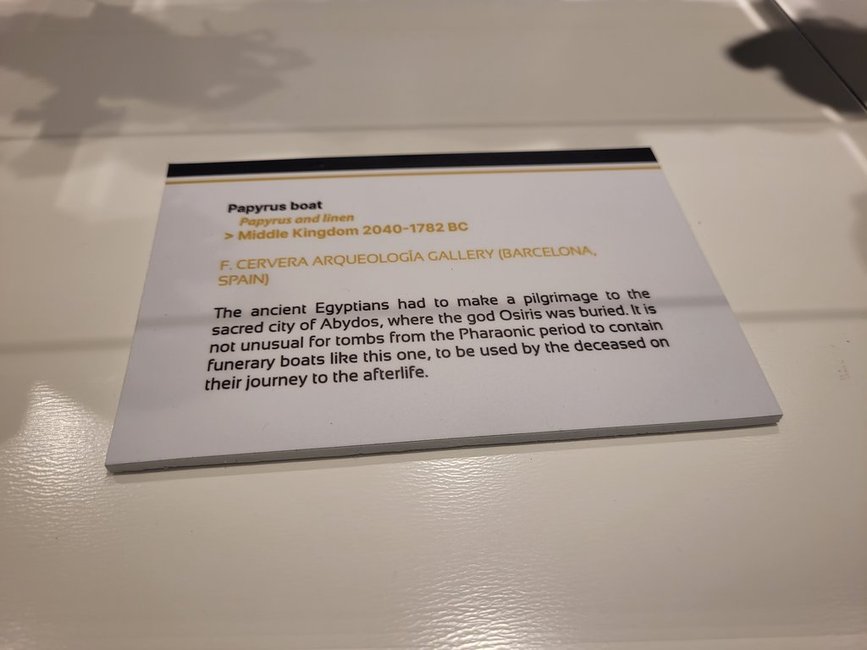 Papyrus boat
Papyrus and linen
> Middle Kingdom 2040-1782 BC
F. CERVERA ARQUEOLOGÍA GALLERY (BARCELONA,
SPAIN)
The ancient Egyptians had to make a pilgrimage to the
sacred city of Abydos, where the god Osiris was buried. It is
not unusual for tombs from the Pharaonic period to contain
funerary boats like this one, to be used by the deceased on
their journey to the afterlife.